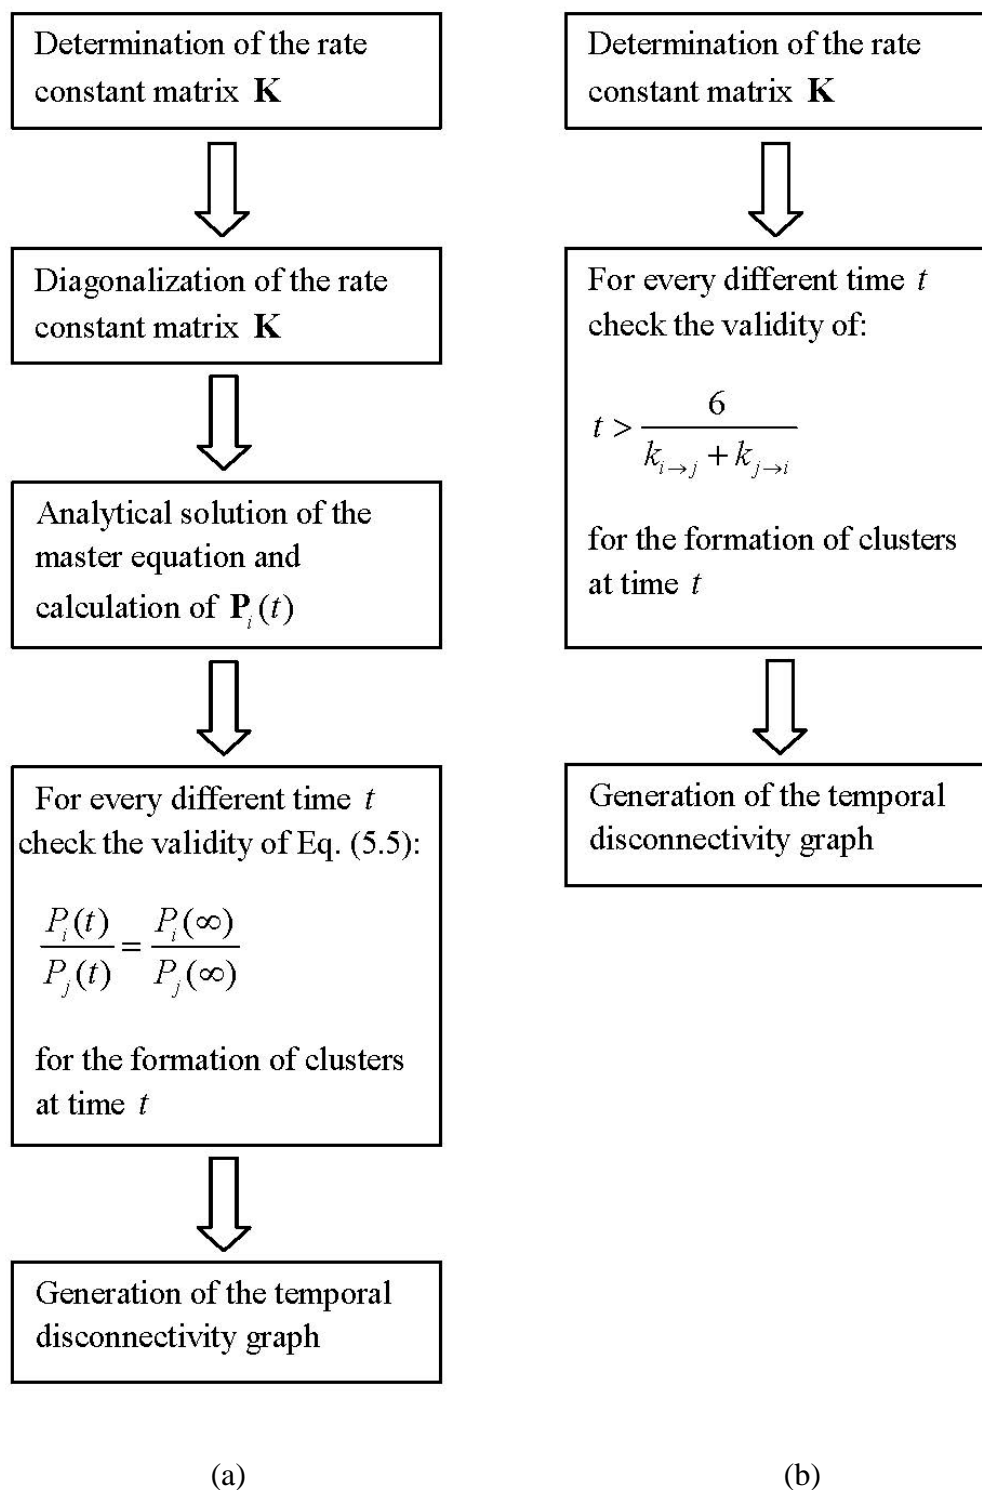 Determination of the rate
constant matrix K
Diagonalization of the rate
constant matrix K
Analytical solution of the
master equation and
calculation of P_i(t)
For every different time t
check the validity of Eq. (5.5):
P_i(t)/P_j(t) = P_i(∞)/P_j(∞)
for the formation of clusters
at time t
Generation of the temporal
disconnectivity graph
(a)
Determination of the rate
constant matrix K
For every different time t
check the validity of:
t > 6/(k_{i→j} + k_{j→i})
for the formation of clusters
at time t
Generation of the temporal
disconnectivity graph
(b)